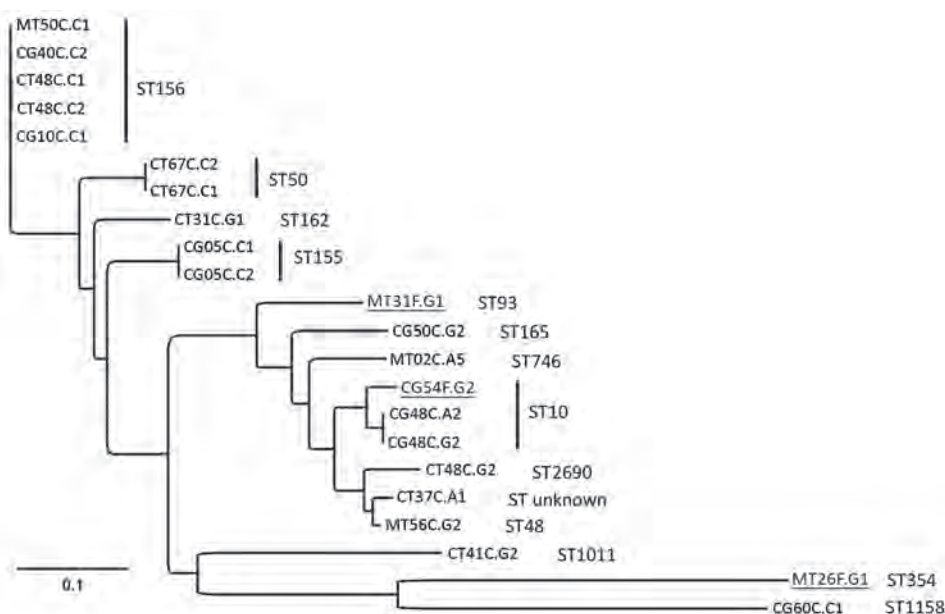 MT50C.C1
CG40C.C2
CT48C.C1 ST156
CT48C.C2
CG10C.C1
CT67C.C2
CT67C.C1 ST50
CT31C.G1 ST162
CG05C.C1
CG05C.C2 ST155
MT31F.G1 ST93
CG50C.G2 ST165
MT02C.A5 ST746
CG54F.G2
CG48C.A2 ST10
CG48C.G2
CT48C.G2 ST2690
CT37C.A1 ST unknown
MT56C.G2 ST48
CT41C.G2 ST1011
MT26F.G1 ST354
CG60C.C1 ST1158
0.1